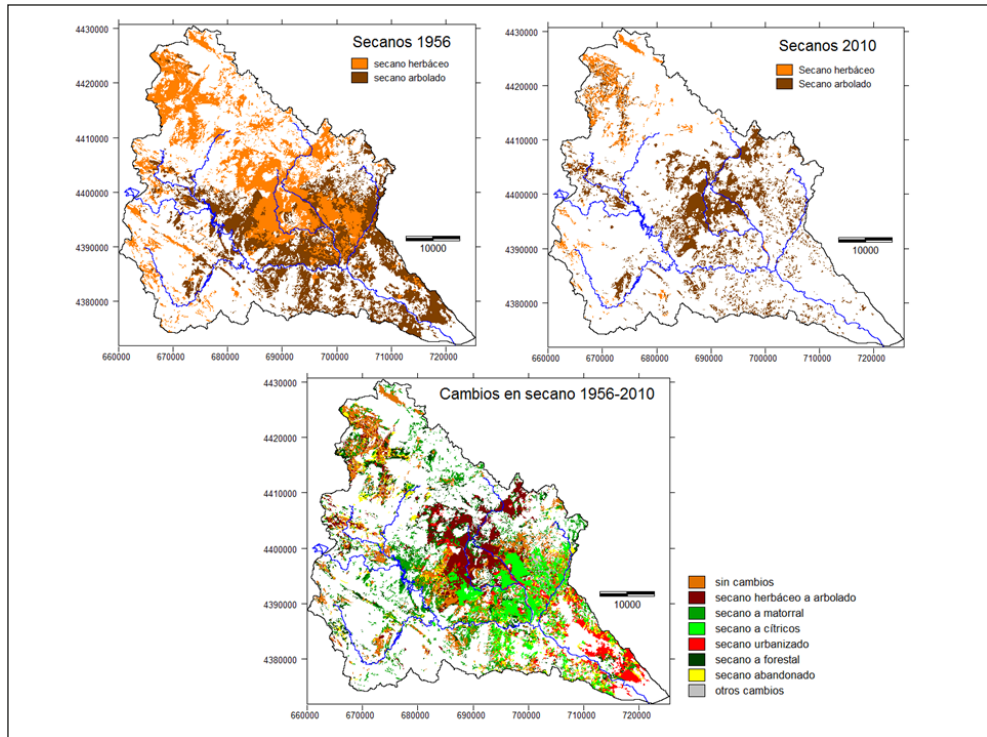 Secanos 1956
secano herbáceo
secano arbolado
4430000
4420000
4410000
4400000
4390000
4380000
10000
660000 670000 680000 690000 700000 710000 720000
Secanos 2010
Secano herbáceo
Secano arbolado
4430000
4420000
4410000
4400000
4390000
4380000
10000
660000 670000 680000 690000 700000 710000 720000
Cambios en secano 1956-2010
4430000
4420000
4410000
4400000
4390000
4380000
10000
660000 670000 680000 690000 700000 710000 720000
sin cambios
secano herbáceo a arbolado
secano a matorral
secano a cítricos
secano urbanizado
secano a forestal
secano abandonado
otros cambios